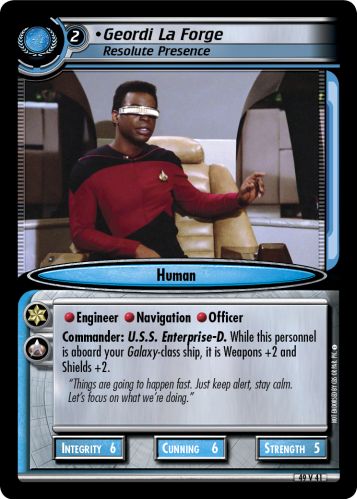 2 •Geordi La Forge
Resolute Presence
Human
Engineer Navigation Officer
Commander: U.S.S. Enterprise-D. While this personnel
is aboard your Galaxy-class ship, it is Weapons +2 and
Shields +2.
"Things are going to happen fast. Just keep alert, stay calm.
Let's focus on what we're doing."
INTEGRITY 6 CUNNING 6 STRENGTH 5
49 V 41